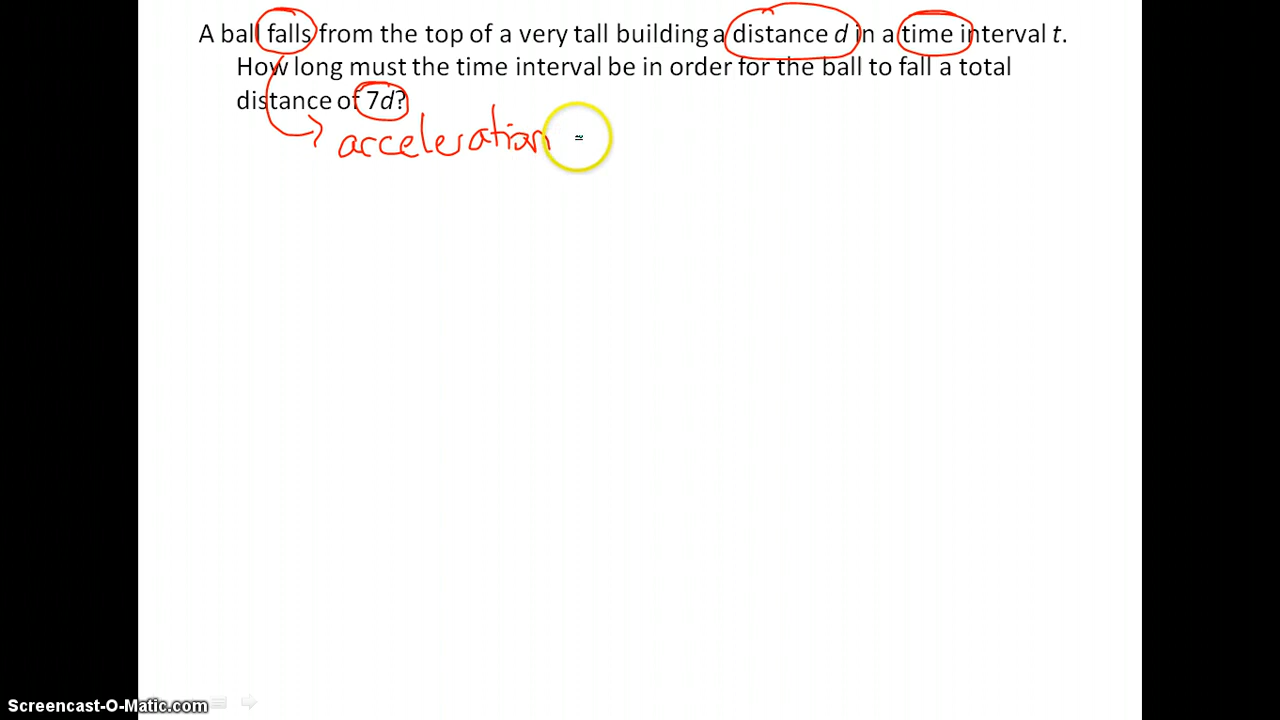 A ball falls from the top of a very tall building a distance d in a time interval t.
How long must the time interval be in order for the ball to fall a total
distance of 7d?
acceleration
Screencast-O-Matic.com